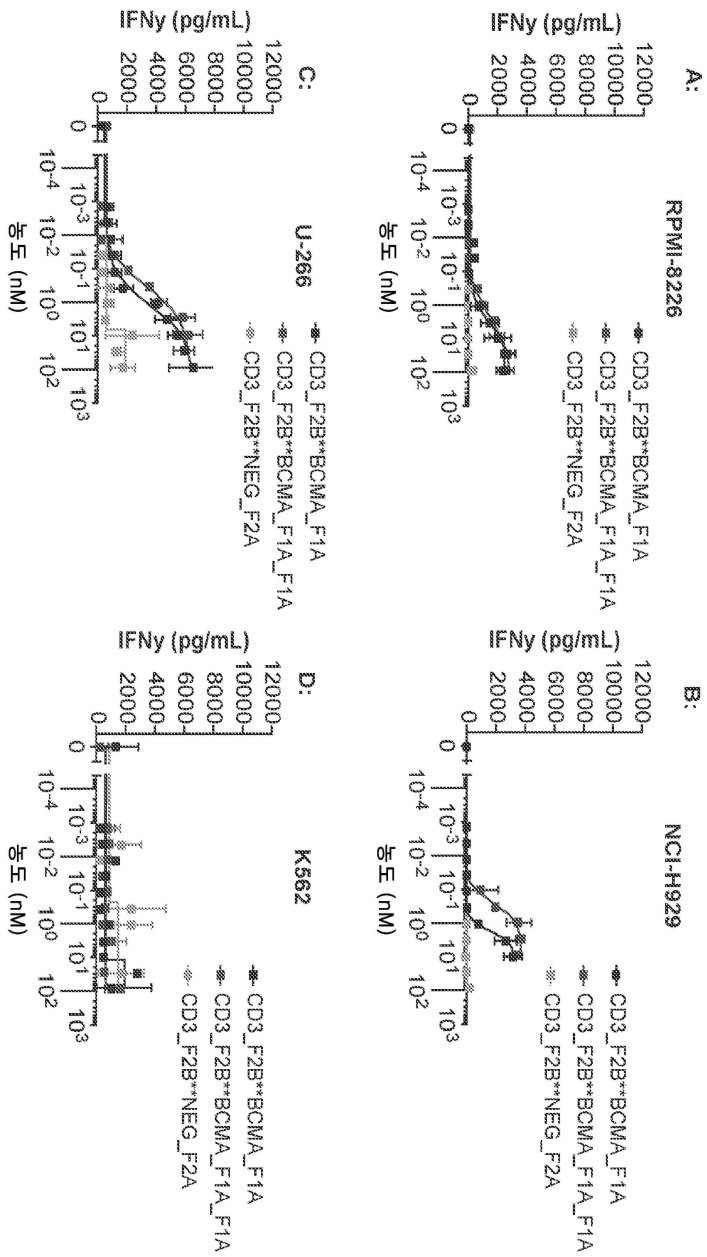 A:
RPMI-8226
IFNy (pg/mL)
12000
10000
8000
6000
4000
2000
0
0 10⁻⁴ 10⁻³ 10⁻² 10⁻¹ 10⁰ 10¹ 10² 10³
농도 (nM)
CD3_F2B**BCMA_F1A
CD3_F2B**BCMA_F1A_F1A
CD3_F2B**NEG_F2A
B:
NCI-H929
IFNy (pg/mL)
12000
10000
8000
6000
4000
2000
0
0 10⁻⁴ 10⁻³ 10⁻² 10⁻¹ 10⁰ 10¹ 10² 10³
농도 (nM)
CD3_F2B**BCMA_F1A
CD3_F2B**BCMA_F1A_F1A
CD3_F2B**NEG_F2A
C:
U-266
IFNy (pg/mL)
12000
10000
8000
6000
4000
2000
0
0 10⁻⁴ 10⁻³ 10⁻² 10⁻¹ 10⁰ 10¹ 10² 10³
농도 (nM)
CD3_F2B**BCMA_F1A
CD3_F2B**BCMA_F1A_F1A
CD3_F2B**NEG_F2A
D:
K562
IFNy (pg/mL)
12000
10000
8000
6000
4000
2000
0
0 10⁻⁴ 10⁻³ 10⁻² 10⁻¹ 10⁰ 10¹ 10² 10³
농도 (nM)
CD3_F2B**BCMA_F1A
CD3_F2B**BCMA_F1A_F1A
CD3_F2B**NEG_F2A